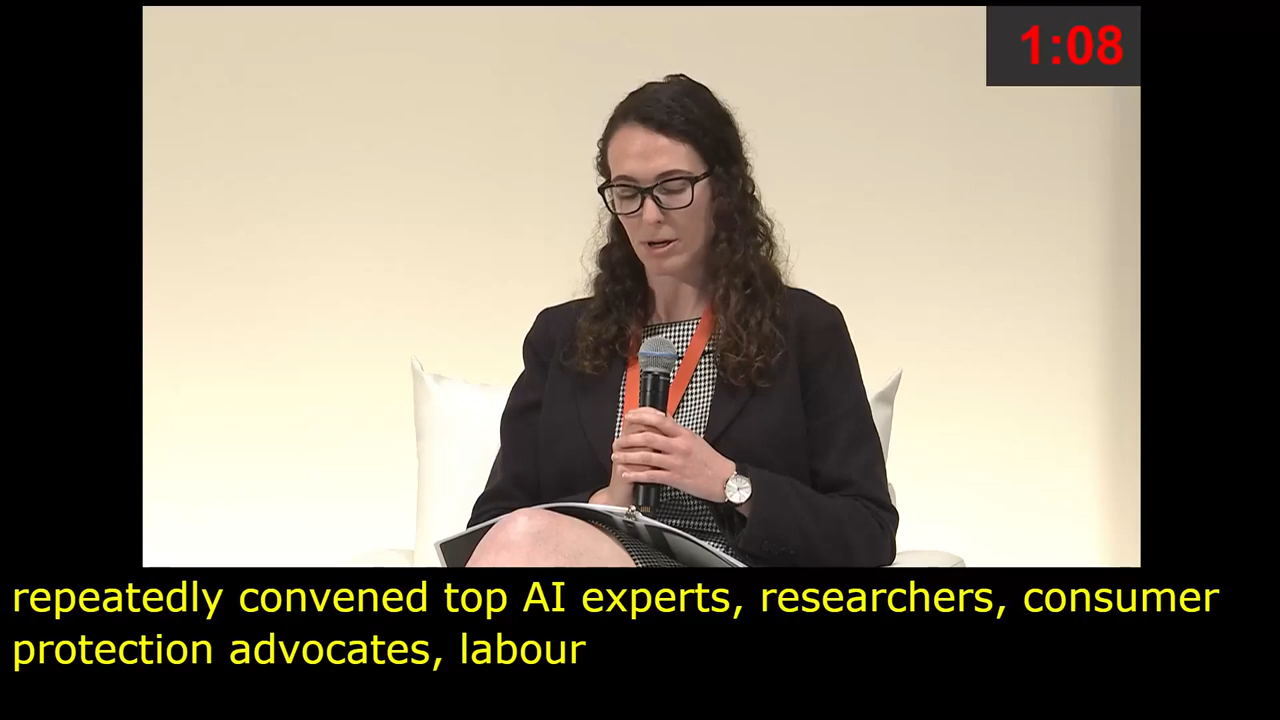 1:08
repeatedly convened top AI experts, researchers, consumer
protection advocates, labour